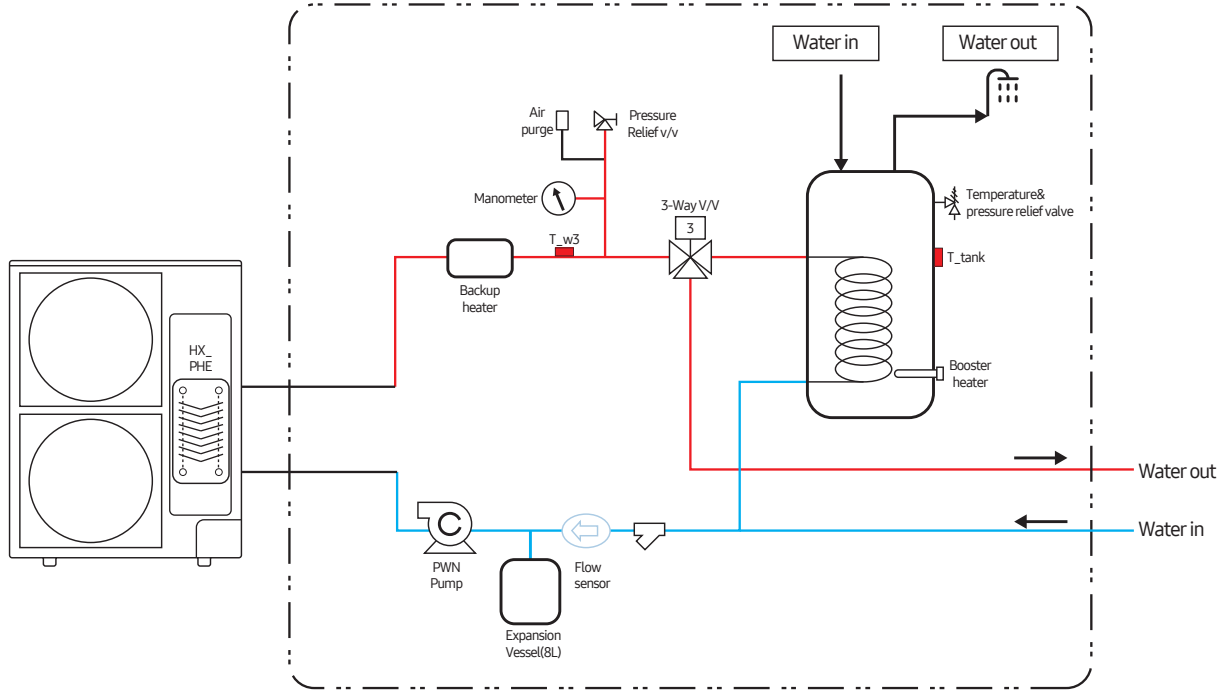 Water in
Water out
Air
purge
Pressure
Relief v/v
Manometer
3-Way V/V
3
Temperature&
pressure relief valve
T_w3
T_tank
Backup
heater
HX_
PHE
Booster
heater
Water out
Water in
PWN
Pump
Flow
sensor
Expansion
Vessel(8L)